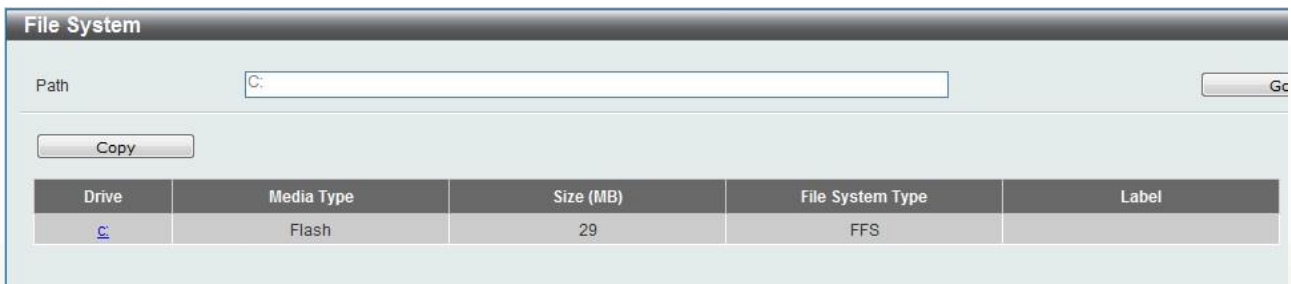 File System
Path C: Go
Copy
Drive Media Type Size (MB) File System Type Label
c: Flash 29 FFS